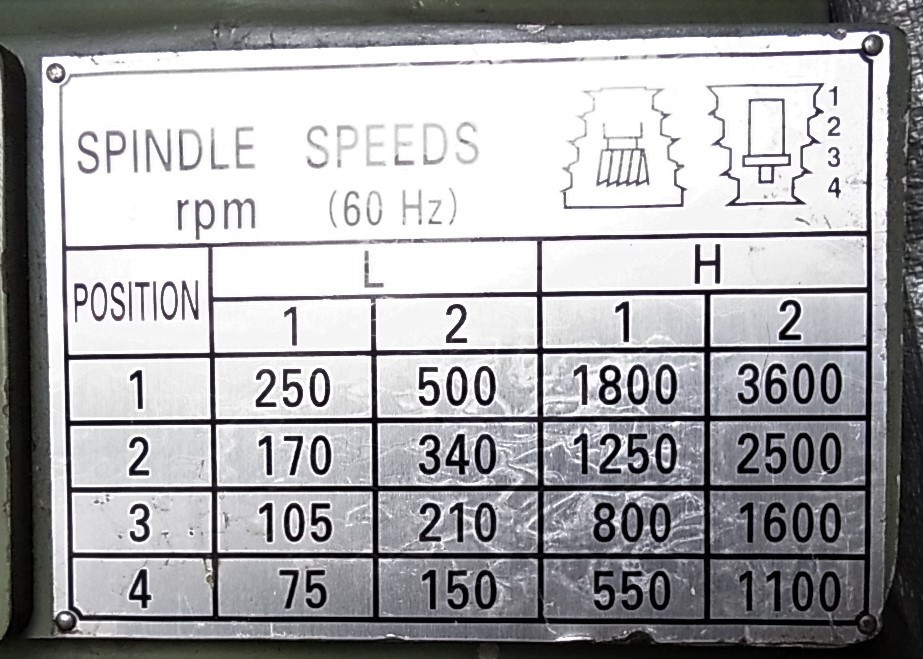 SPINDLE SPEEDS
rpm (60 Hz)
1
2
3
4
POSITION L H
1 2 1 2
1 250 500 1800 3600
2 170 340 1250 2500
3 105 210 800 1600
4 75 150 550 1100